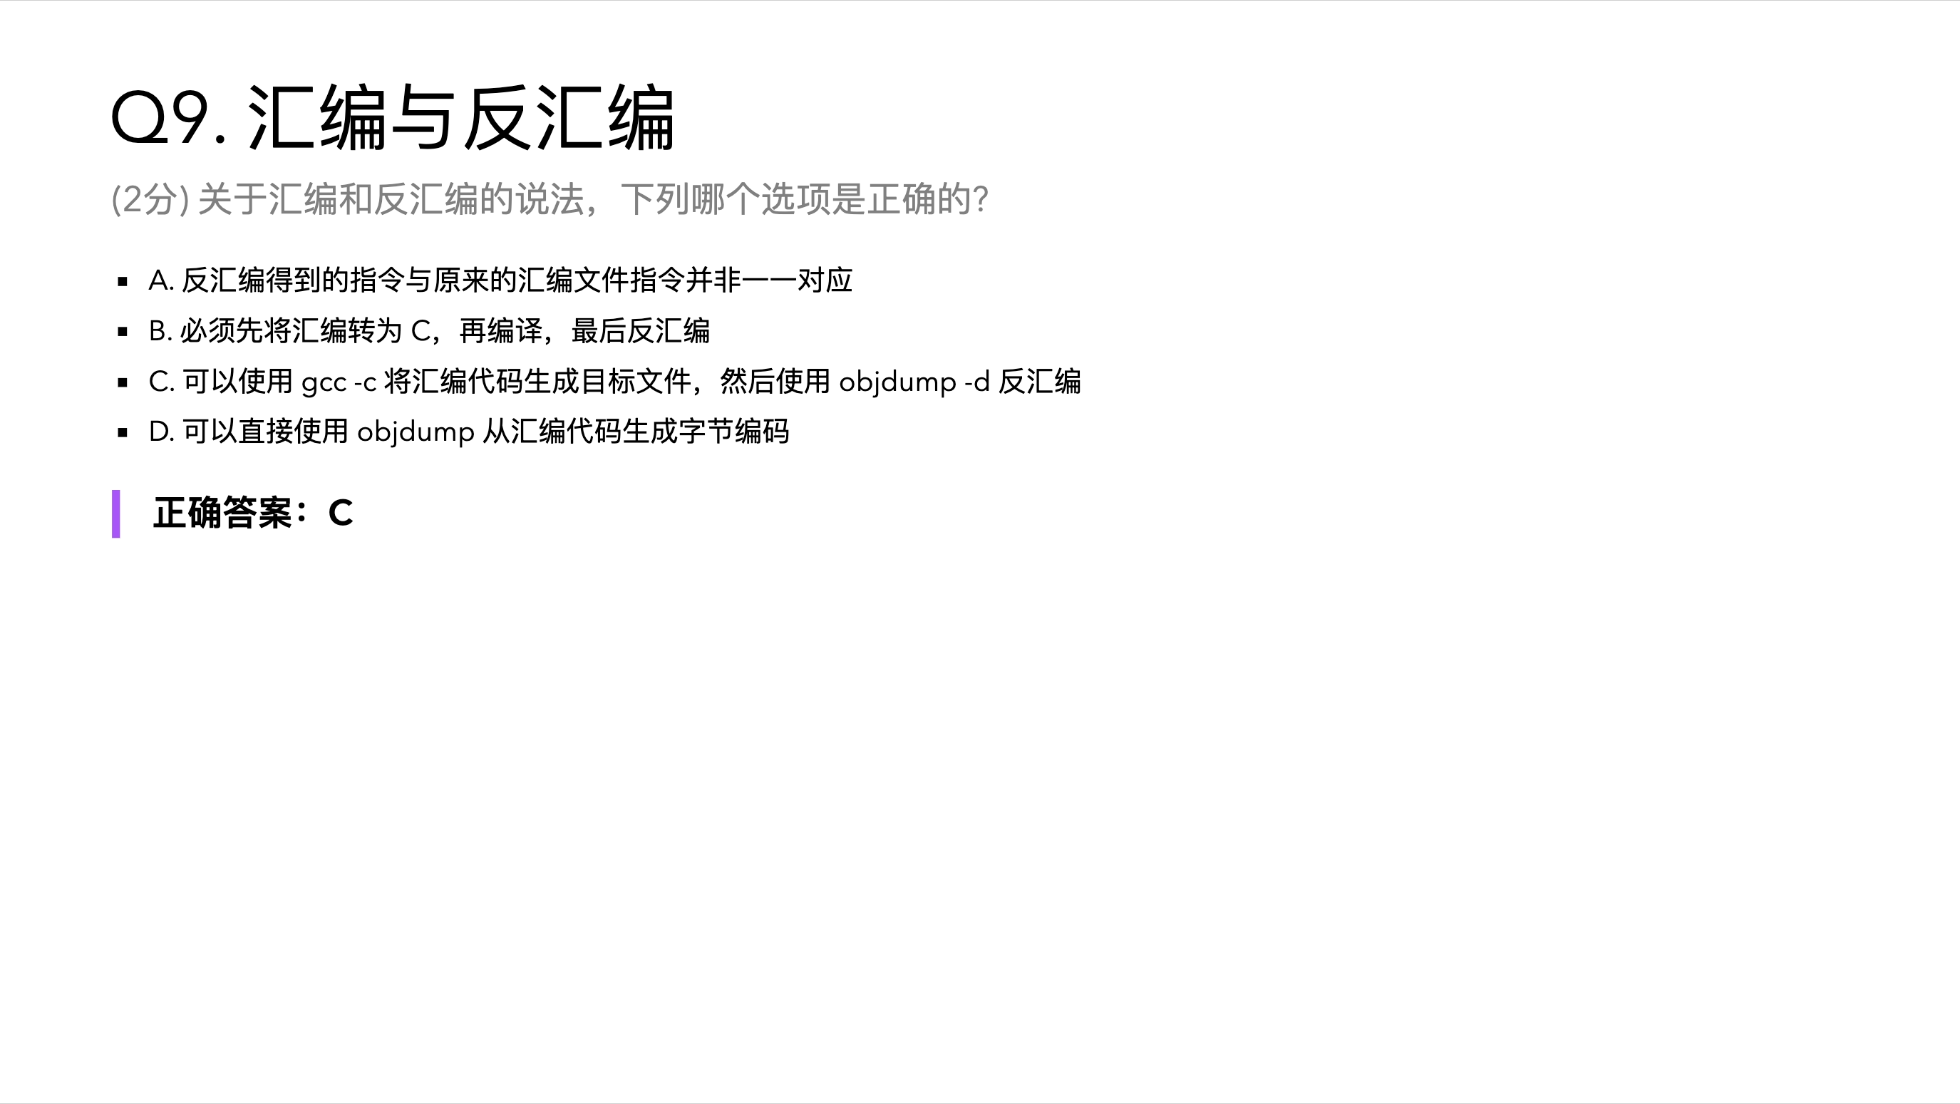 Q9. 汇编与反汇编
(2分) 关于汇编和反汇编的说法，下列哪个选项是正确的？
▪ A. 反汇编得到的指令与原来的汇编文件指令并非一一对应
▪ B. 必须先将汇编转为 C，再编译，最后反汇编
▪ C. 可以使用 gcc -c 将汇编代码生成目标文件，然后使用 objdump -d 反汇编
▪ D. 可以直接使用 objdump 从汇编代码生成字节编码
正确答案：C